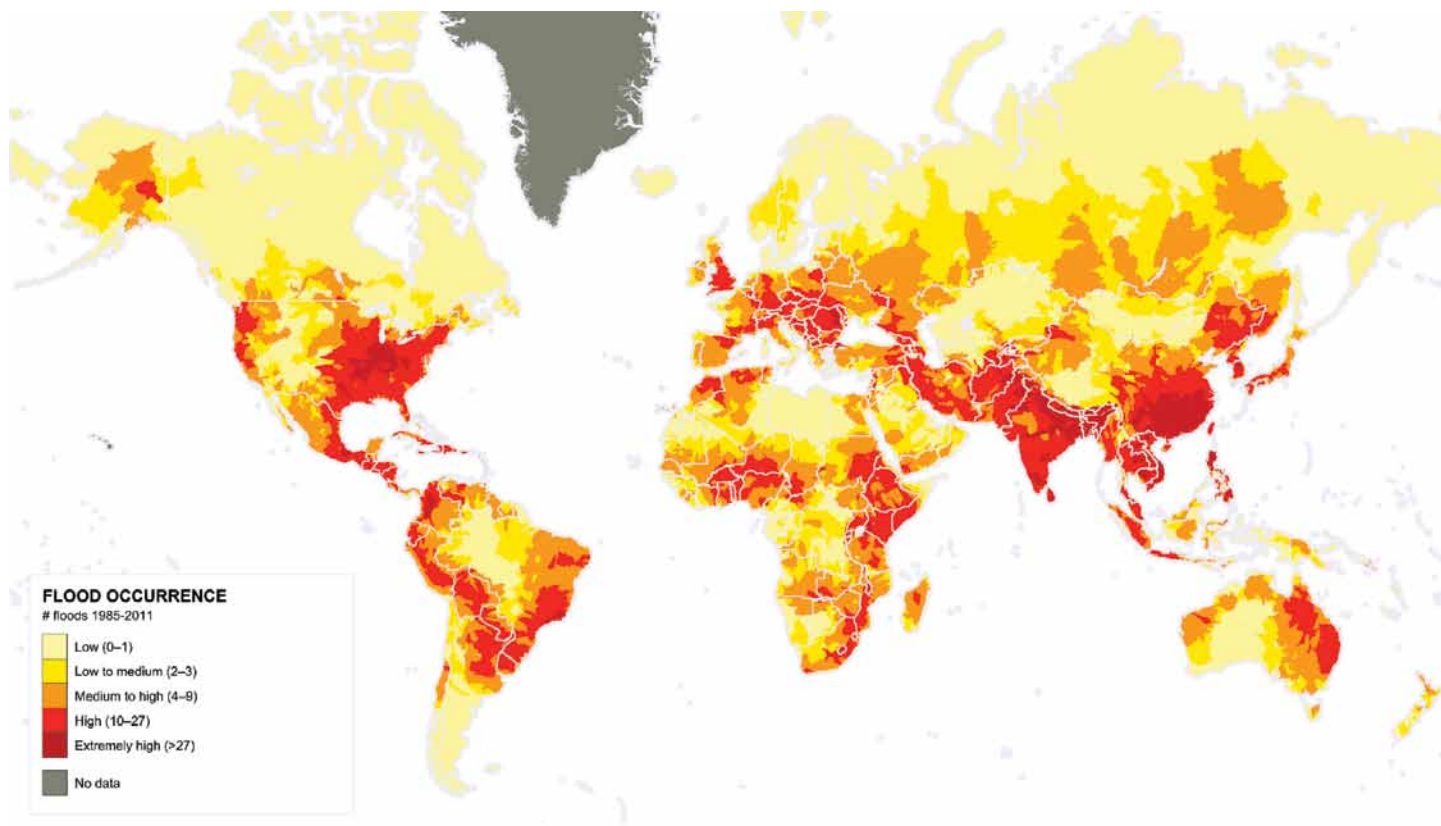 FLOOD OCCURRENCE
# floods 1985-2011
Low (0–1)
Low to medium (2–3)
Medium to high (4–9)
High (10–27)
Extremely high (>27)
No data